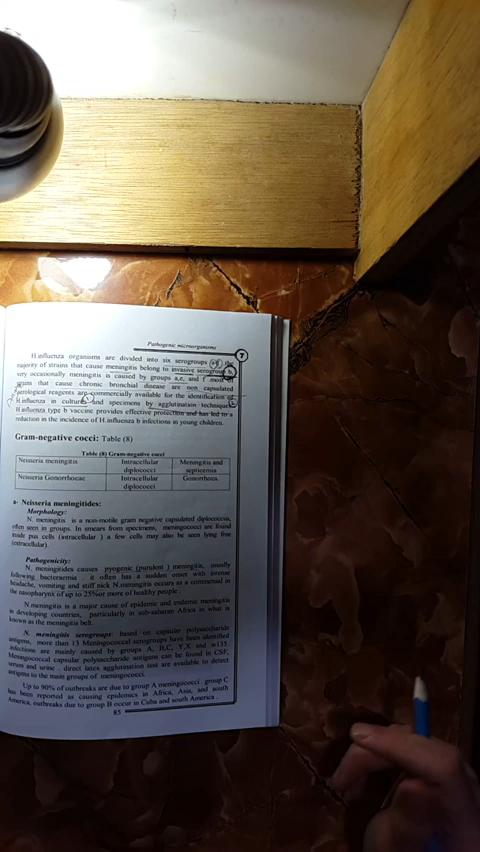 Pathogenic microorganisms
7
H.influenza organisms are divided into six serogroups a-f the
majority of strains that cause meningitis belong to invasive serogroup b,
very occasionally meningitis is caused by groups a,e, and f .most of
strains that cause chronic bronchial disease are non capsulated
serological reagents are commercially available for the identification of
H.influenza in cultures and specimens by agglutination techniques
H.influenza type b vaccine provides effective protection and has led to a
reduction in the incidence of H.influenza b infections in young children.
Gram-negative cocci: Table (8)
Table (8) Gram-negative cocci
Neisseria meningitis Intracellular diplococci Meningitis and septicemia
Neisseria Gonorrhoeae Intracellular diplococci Gonorrhoea.
a- Neisseria meningitides:
Morphology:
N. meningitis is a non-motile gram negative capsulated diplococcus,
often seen in groups. In smears from specimens, meningococci are found
inside pus cells (intracellular ) a few cells may also be seen lying free
(extracellular).
Pathogenicity:
N. meningitides causes pyogenic (purulent ) meningitis, usually
following bacteraemia . it often has a sudden onset with intense
headache, vomiting and stiff nick N.meningitis occurs as a commensal in
the nasopharynx of up to 25%or more of healthy people .
N.meningitis is a major cause of epidemic and endemic meningitis
in developing countries, particularly in sub-saharan Africa in what is
known as the meningitis belt.
N. meningitis serogroups: based on capsular polysaccharide
antigens, more than 13 Meningococcal serogroups have been identified
.infections are mainly caused by groups A, B,C, Y,X and w135.
Meningococcal capsular polysaccharide antigens can be found in CSF,
serum and urine . direct latex agglutination test are available to detect
antigens to the main groups of meningococci.
Up to 90% of outbreaks are due to group A meningococci. group C
has been reported as causing epidemics in Africa, Asia, and south
America, outbreaks due to group B occur in Cuba and south America .
85